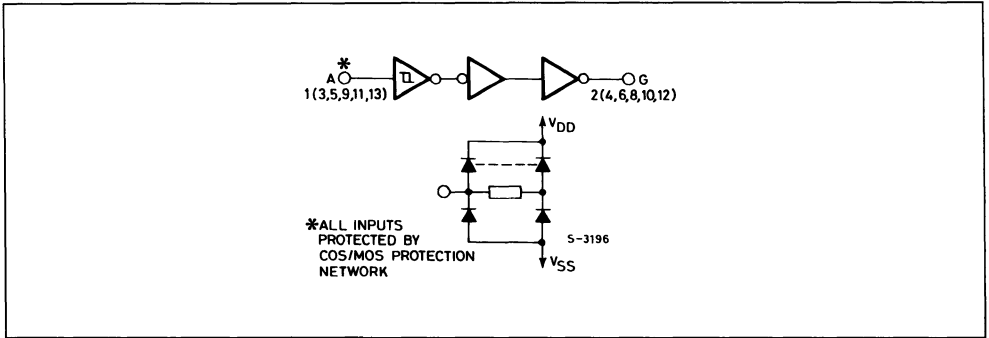 *
A G
1(3,5,9,11,13) 2(4,6,8,10,12)
VDD
*ALL INPUTS
PROTECTED BY
COS/MOS PROTECTION
NETWORK
S-3196
VSS